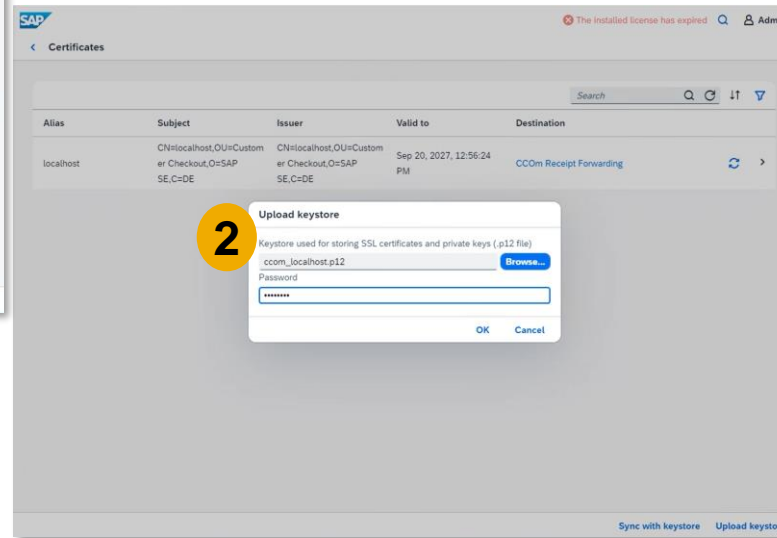 SAP
The installed license has expired
Adm
Certificates
Search
Alias Subject Issuer Valid to Destination
localhost
CN=localhost,OU=Custom
er Checkout,O=SAP
SE,C=DE
CN=localhost,OU=Custom
er Checkout,O=SAP
SE,C=DE
Sep 20, 2027, 12:56:24
PM
CCOm Receipt Forwarding
2
Upload keystore
Keystore used for storing SSL certificates and private keys (.p12 file)
ccom_localhost.p12
Browse...
Password
••••••••
OK Cancel
Sync with keystore Upload keysto